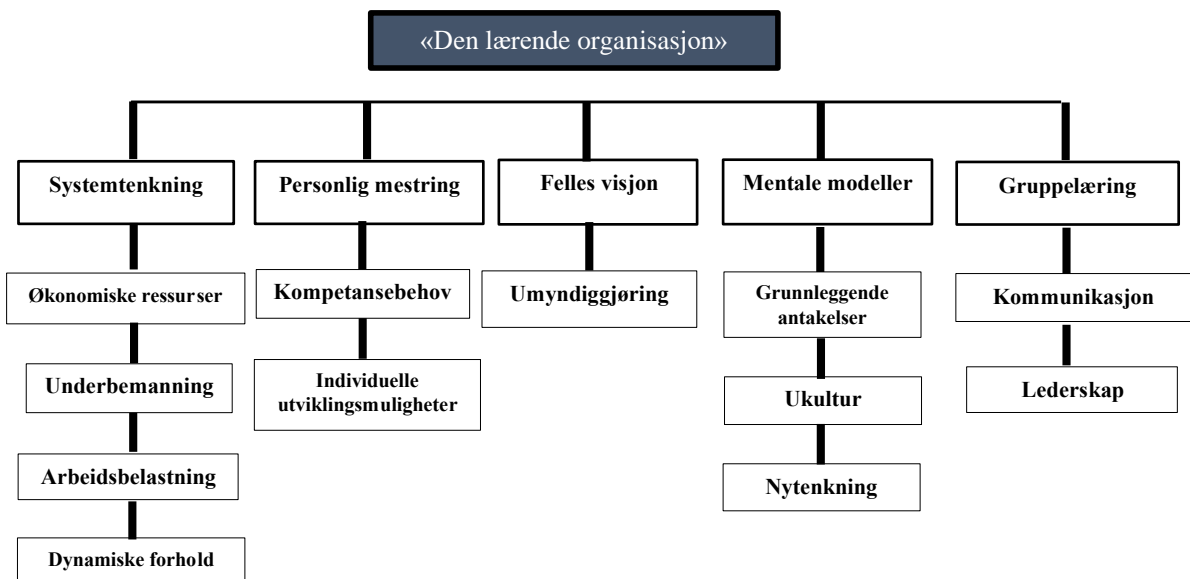 «Den lærende organisasjon»
Systemtenkning
Personlig mestring
Felles visjon
Mentale modeller
Gruppelæring
Økonomiske ressurser
Underbemanning
Arbeidsbelastning
Dynamiske forhold
Kompetansebehov
Individuelle
utviklingsmuligheter
Umyndiggjøring
Grunnleggende
antakelser
Ukultur
Nytenkning
Kommunikasjon
Lederskap